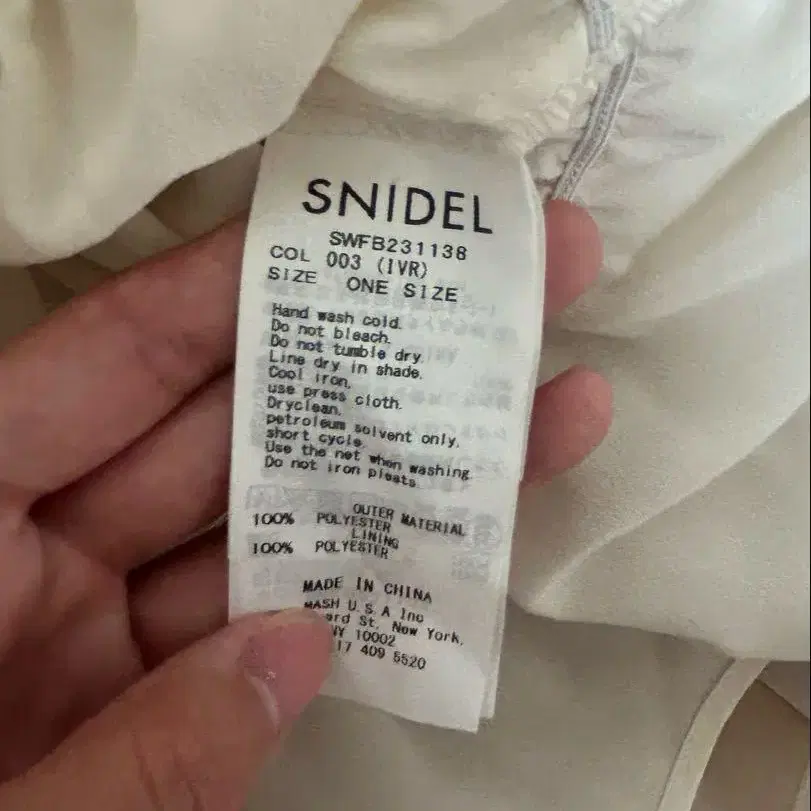 SNIDEL
SWFB231138
COL 003 (IVR)
SIZE ONE SIZE
Hand wash cold.
Do not bleach.
Do not tumble dry.
Line dry in shade.
Cool iron,
use press cloth.
Dryclean,
petroleum solvent only,
short cycle.
Use the net when washing.
Do not iron pleats.
OUTER MATERIAL
100% POLYESTER
LINING
100% POLYESTER
MADE IN CHINA
MASH U.S.A Inc
St. New York,
NY 10002
17 409 5520